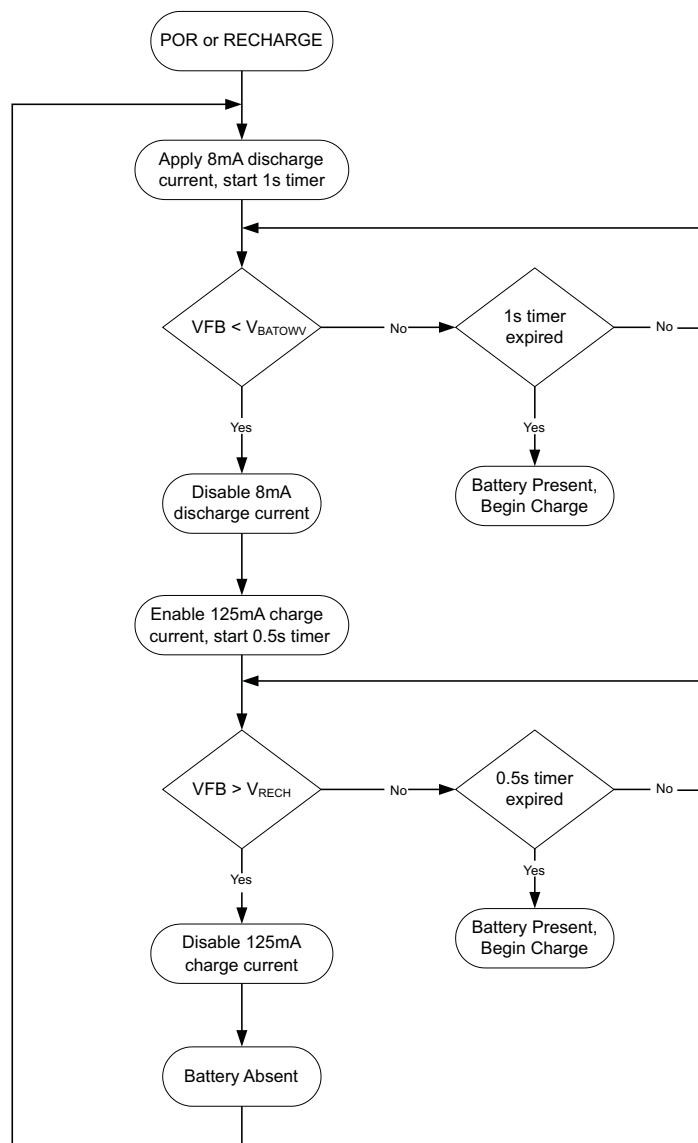 POR or RECHARGE
Apply 8mA discharge
current, start 1s timer
VFB < VBATOWV
No
1s timer
expired
No
Yes
Yes
Disable 8mA
discharge current
Battery Present,
Begin Charge
Enable 125mA charge
current, start 0.5s timer
VFB > VRECH
No
0.5s timer
expired
No
Yes
Yes
Disable 125mA
charge current
Battery Present,
Begin Charge
Battery Absent